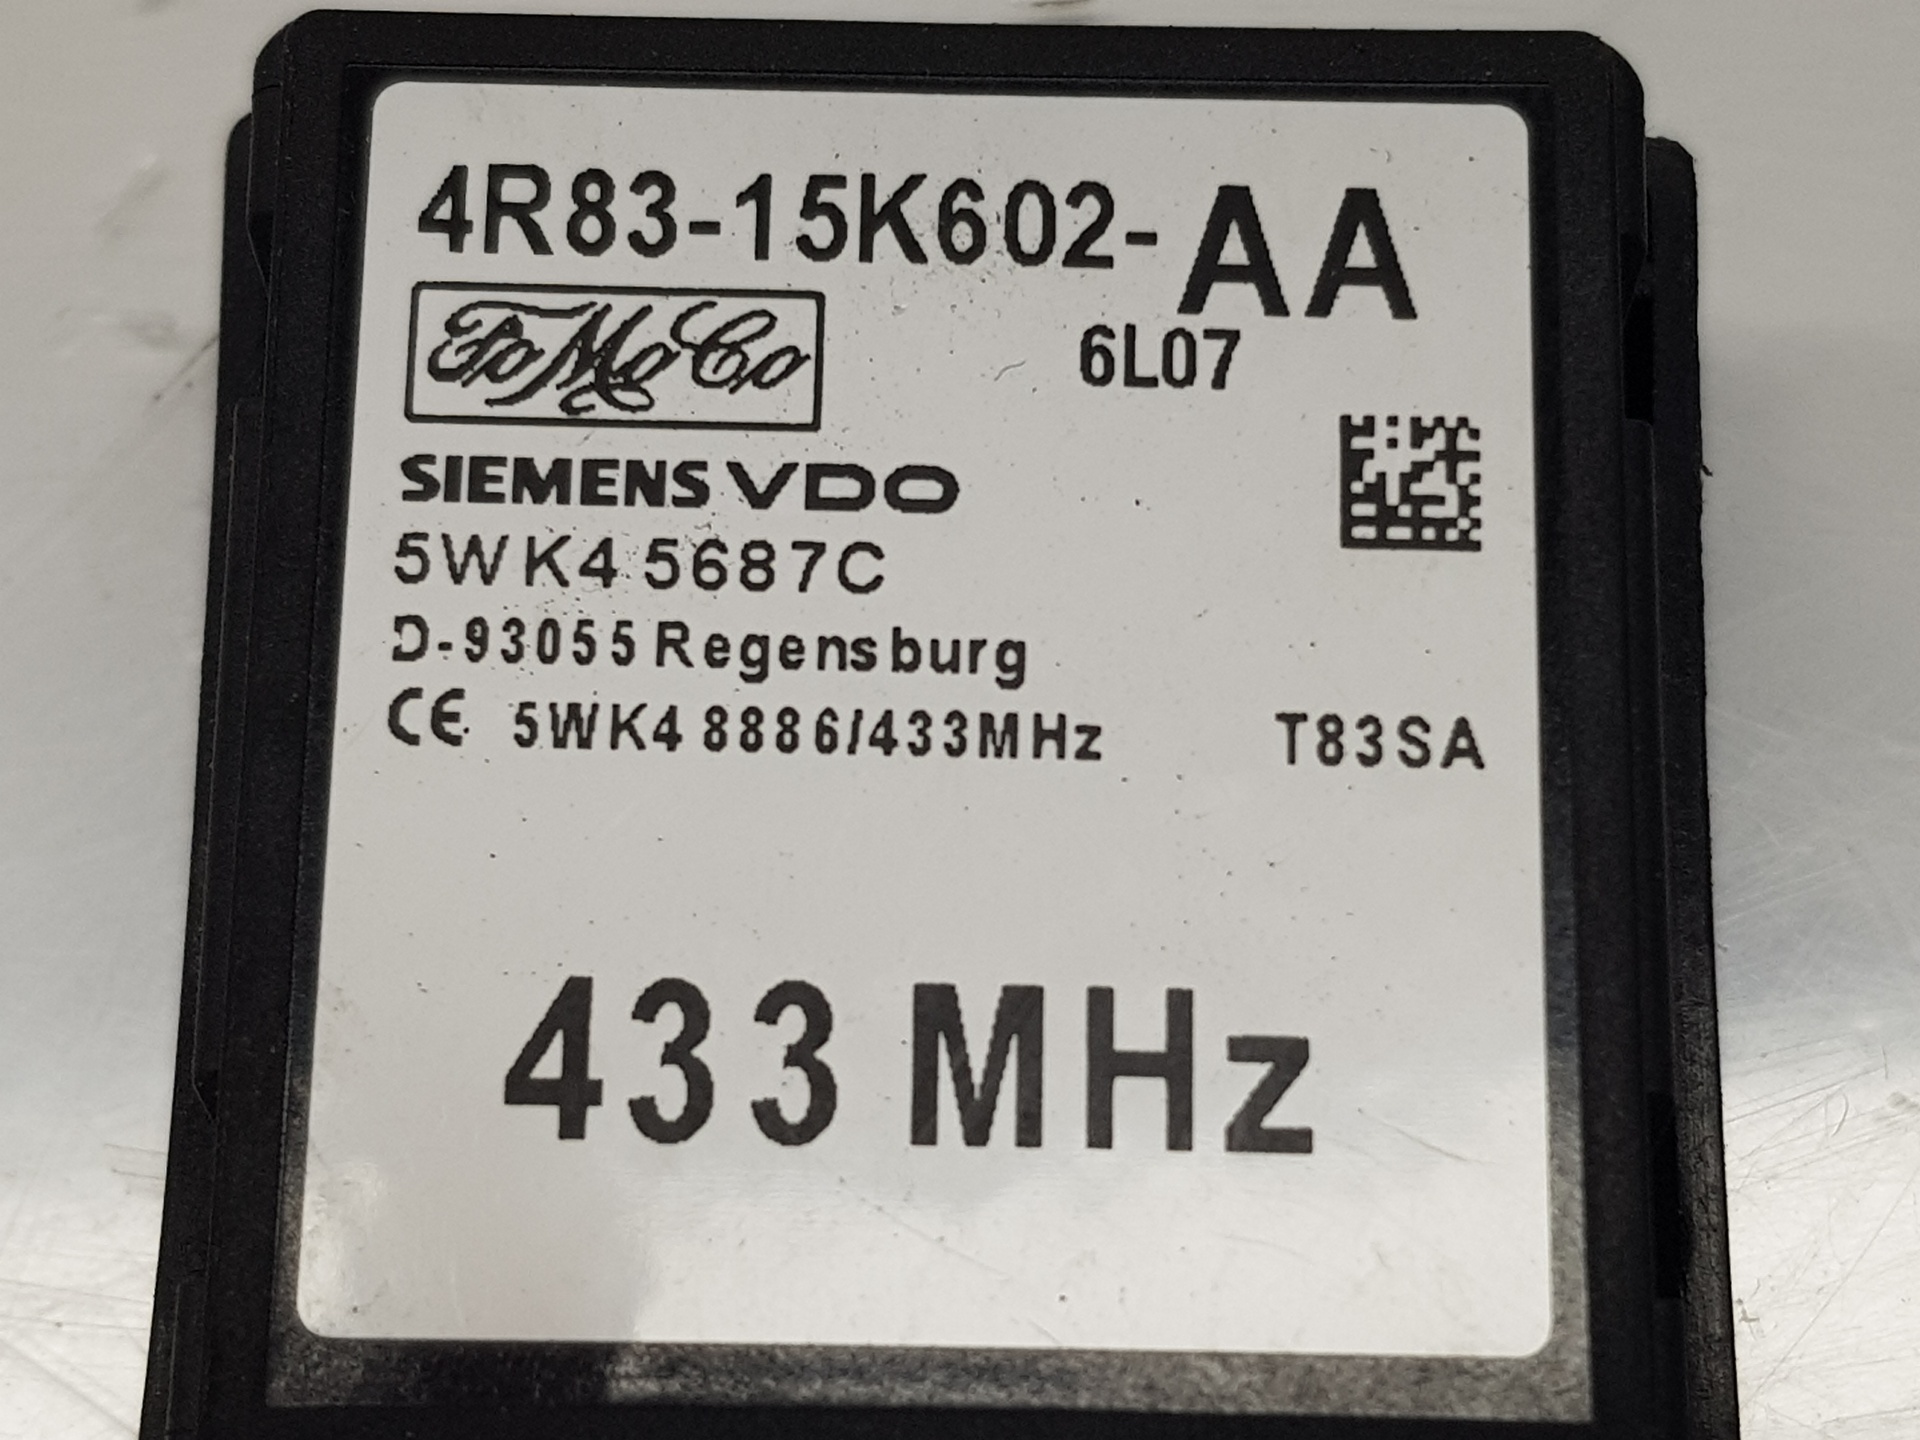 4R83-15K602-AA
FoMoCo
6L07
SIEMENS VDO
5WK4 5687C
D-93055 Regensburg
CE 5WK4 8886/433MHz T83SA
433 MHz